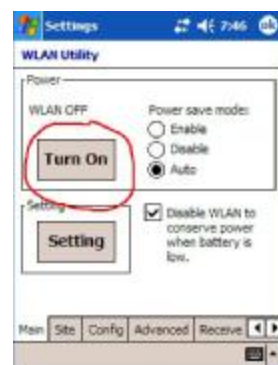 Settings 7:46 ok
WLAN Utility
Power
WLAN OFF
Turn On
Power save mode:
Enable
Disable
Auto
Setting
Setting
Disable WLAN to
conserve power
when battery is
low.
Main Site Config Advanced Receive